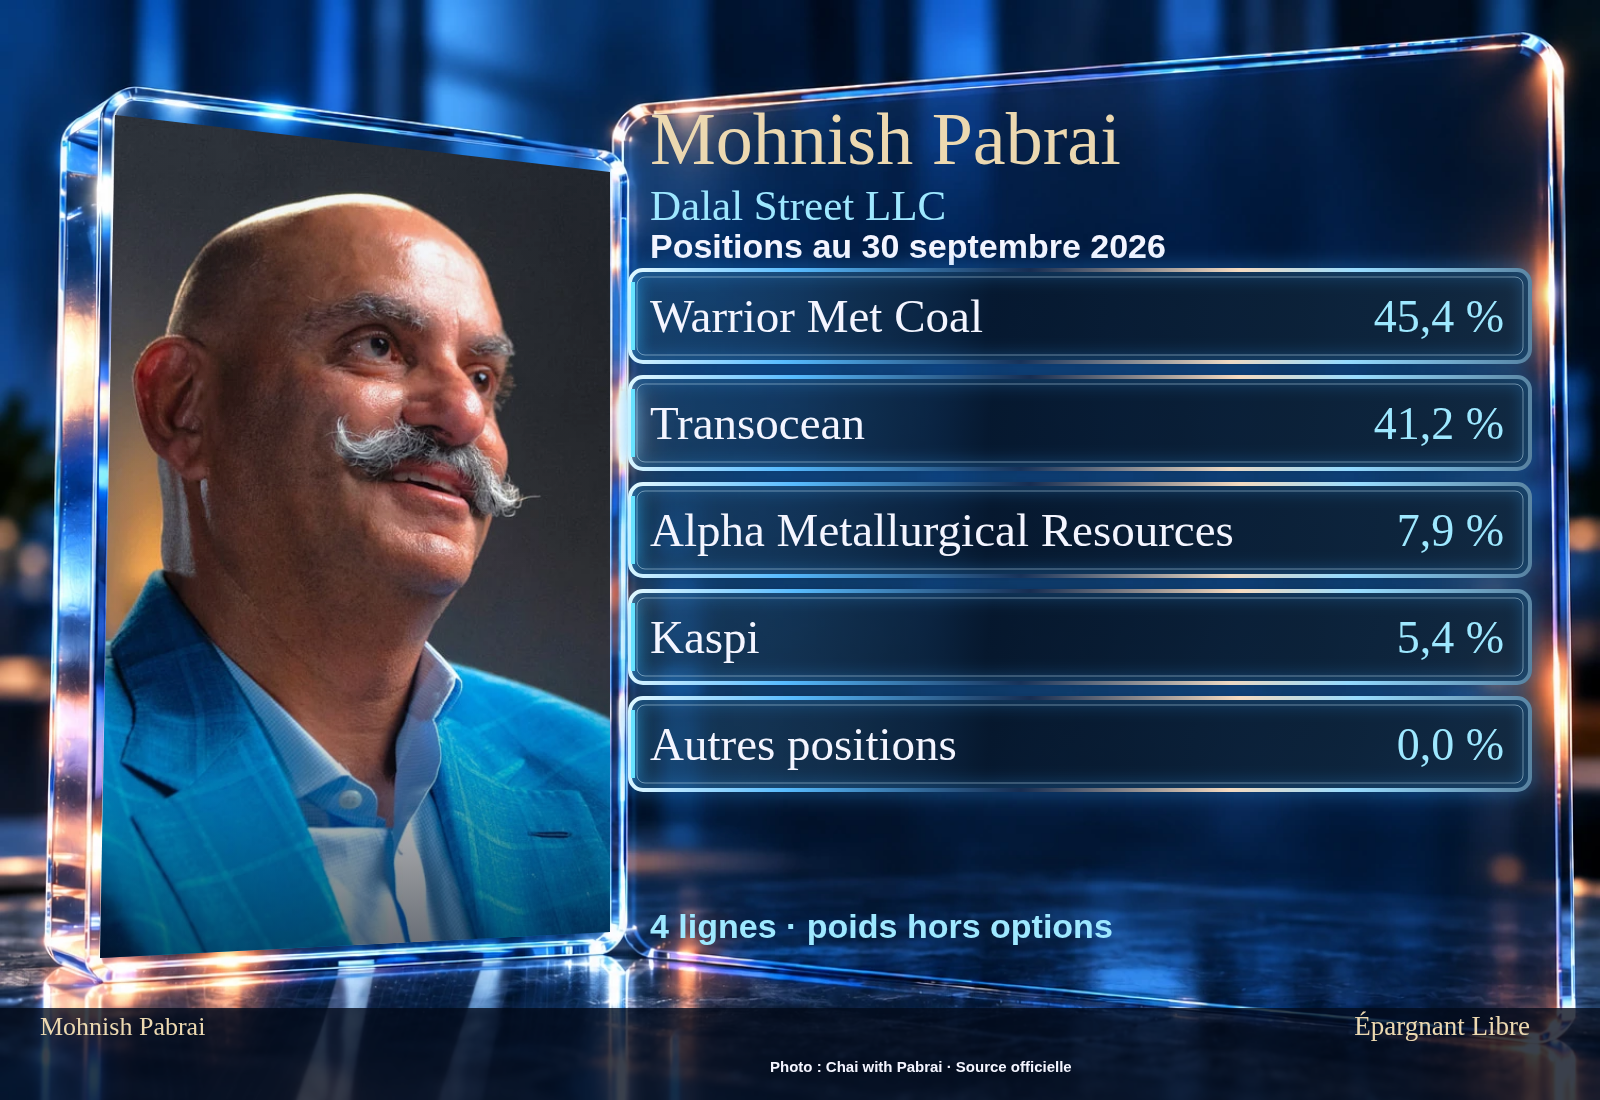 Mohnish Pabrai
Dalal Street LLC
Positions au 30 septembre 2026
Warrior Met Coal 45,4 %
Transocean 41,2 %
Alpha Metallurgical Resources 7,9 %
Kaspi 5,4 %
Autres positions 0,0 %
4 lignes · poids hors options
Mohnish Pabrai
Épargnant Libre
Photo : Chai with Pabrai · Source officielle